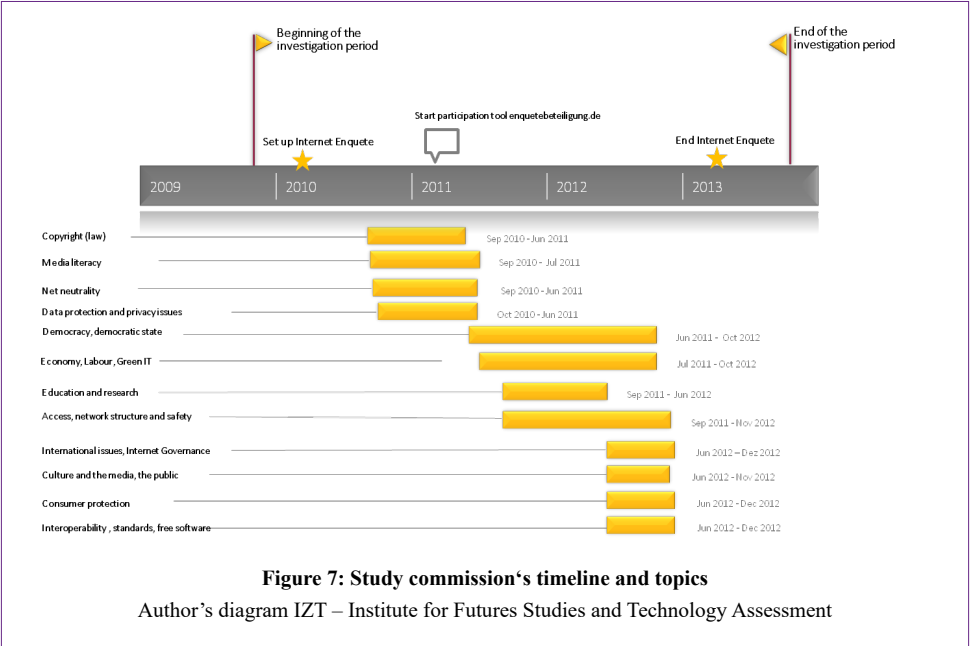 Beginning of the
investigation period
End of the
investigation period
Start participation tool enquetebeteiligung.de
Set up Internet Enquete
End Internet Enquete
2009
2010
2011
2012
2013
Copyright (law)
Sep 2010 - Jun 2011
Media literacy
Sep 2010 - Jul 2011
Net neutrality
Sep 2010 - Jun 2011
Data protection and privacy issues
Oct 2010 - Jun 2011
Democracy, democratic state
Jun 2011 – Oct 2012
Economy, Labour, Green IT
Jul 2011 - Oct 2012
Education and research
Sep 2011 - Jun 2012
Access, network structure and safety
Sep 2011 - Nov 2012
International issues, Internet Governance
Jun 2012 – Dez 2012
Culture and the media, the public
Jun 2012 - Nov 2012
Consumer protection
Jun 2012 - Dec 2012
Interoperability , standards, free software
Jun 2012 - Dec 2012
Figure 7: Study commission‘s timeline and topics
Author’s diagram IZT – Institute for Futures Studies and Technology Assessment